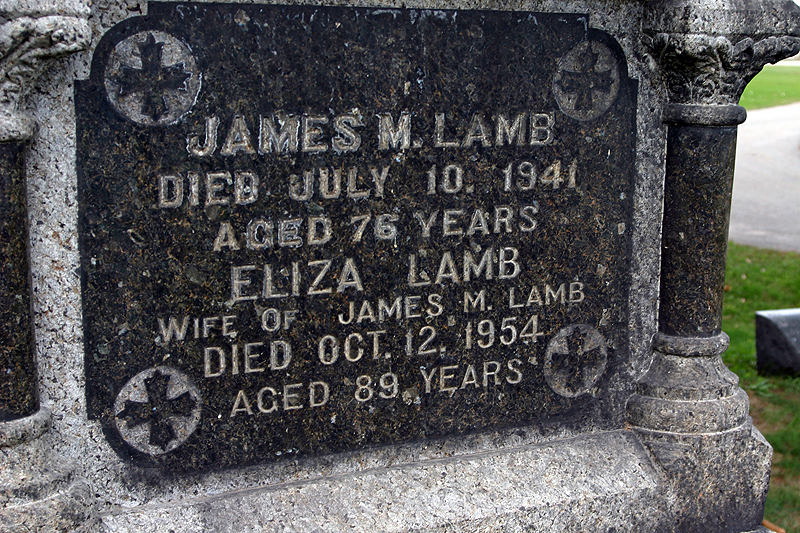 JAMES M. LAMB
DIED JULY 10. 1941
AGED 76 YEARS
ELIZA LAMB
WIFE OF JAMES M. LAMB
DIED OCT. 12. 1954
AGED 89 YEARS